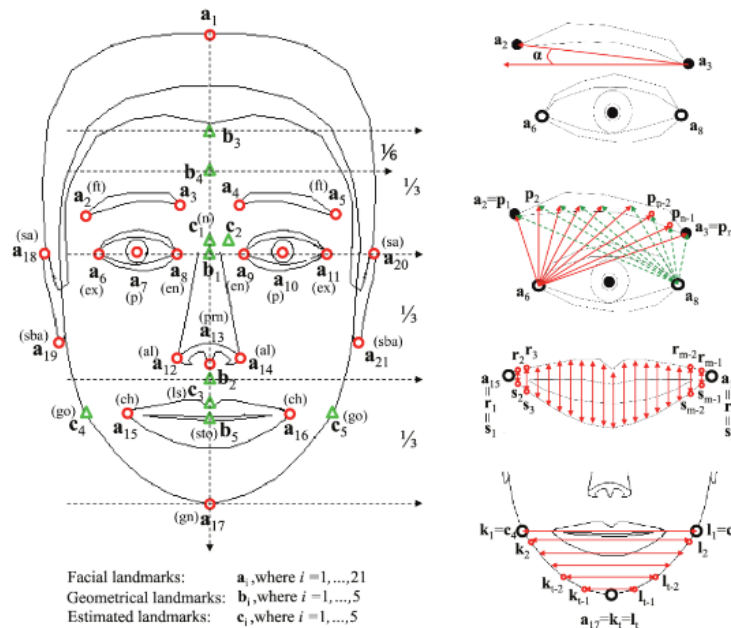 a1
b3
1/6
b4
1/3
(ft) (ft)
a2 a3 a4 a5
c1 (n) c2
(sa) (sa)
a18 a6 a7 a8 b1 a9 a10 a11 a20
(ex) (p) (en) (en) (p) (ex)
1/3
(prn)
a13
(sba) (sba)
a19 a21
(al) (al)
a12 a14
b2
(ls)
c3
(ch) (ch)
(go) (go)
c4 a15 (sto) b5 a16 c5
1/3
(gn)
a17
Facial landmarks: ai, where i =1,...,21
Geometrical landmarks: bi, where i =1,...,5
Estimated landmarks: ci, where i =1,...,5
a2 α a3
a6 a8
a2=p1 p2 pn-2
pn-1
a3=pn
a6 a8
r2 r3 rm-2 rm-1
a15 = r1 = s1
a = r = s
s2 s3 sm-2 sm-1
k1=c4 l1=c
k2 l2
kt-2 lt-2
kt-1 lt-1
a17=kt=lt